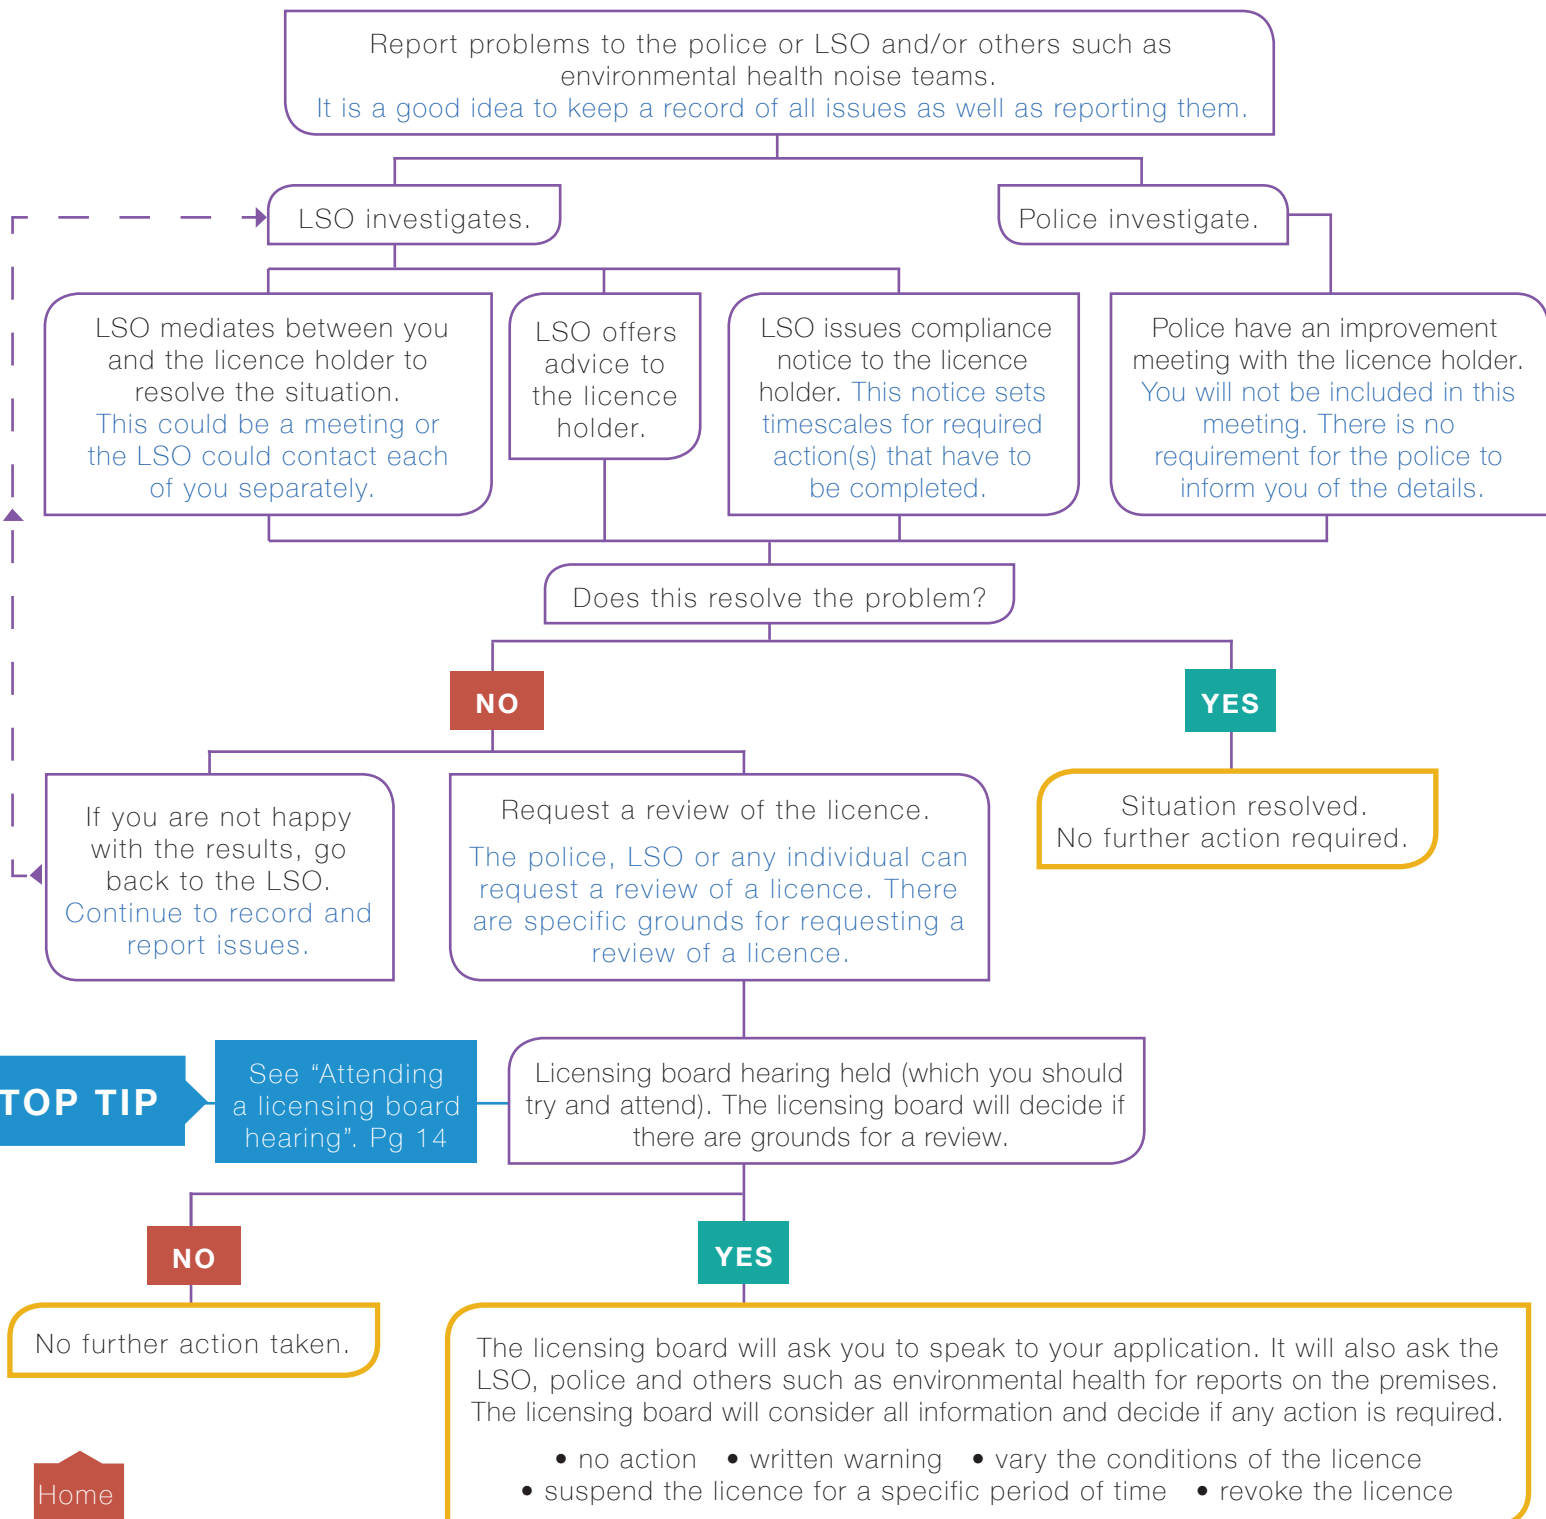 Report problems to the police or LSO and/or others such as
environmental health noise teams.
It is a good idea to keep a record of all issues as well as reporting them.
LSO investigates.
Police investigate.
LSO mediates between you
and the licence holder to
resolve the situation.
This could be a meeting or
the LSO could contact each
of you separately.
LSO offers
advice to
the licence
holder.
LSO issues compliance
notice to the licence
holder. This notice sets
timescales for required
action(s) that have to
be completed.
Police have an improvement
meeting with the licence holder.
You will not be included in this
meeting. There is no
requirement for the police to
inform you of the details.
Does this resolve the problem?
NO
YES
If you are not happy
with the results, go
back to the LSO.
Continue to record and
report issues.
Request a review of the licence.
The police, LSO or any individual can
request a review of a licence. There
are specific grounds for requesting a
review of a licence.
Situation resolved.
No further action required.
TOP TIP
See “Attending
a licensing board
hearing”. Pg 14
Licensing board hearing held (which you should
try and attend). The licensing board will decide if
there are grounds for a review.
NO
YES
No further action taken.
The licensing board will ask you to speak to your application. It will also ask the
LSO, police and others such as environmental health for reports on the premises.
The licensing board will consider all information and decide if any action is required.
• no action • written warning • vary the conditions of the licence
• suspend the licence for a specific period of time • revoke the licence
Home